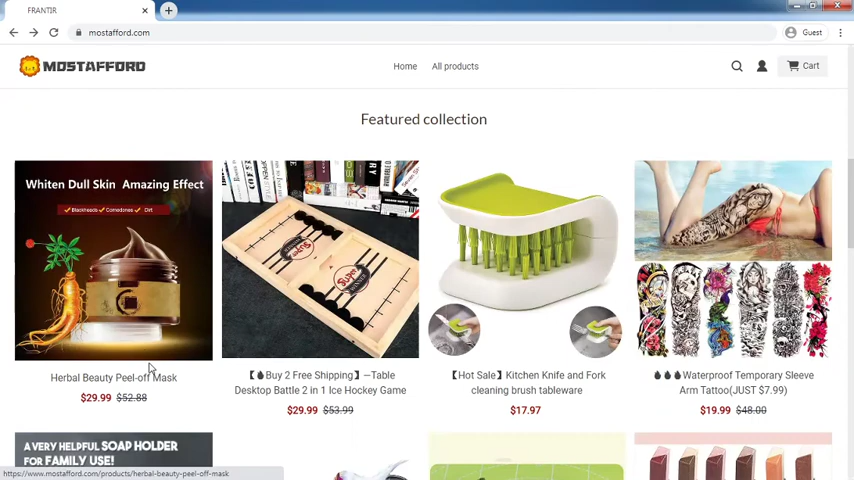 FRANTIR
mostafford.com
Guest
MOSTAFFORD
Home
All products
Cart
Featured collection
Whiten Dull Skin Amazing Effect
Blackheads
Comedones
Dirt
Super
WINNER
Super
WINNER
Herbal Beauty Peel-off Mask
$29.99 $52.88
【🔥Buy 2 Free Shipping】—Table
Desktop Battle 2 in 1 Ice Hockey Game
$29.99 $53.99
【Hot Sale】Kitchen Knife and Fork
cleaning brush tableware
$17.97
🔥🔥🔥Waterproof Temporary Sleeve
Arm Tattoo(JUST $7.99)
$19.99 $48.00
A VERY HELPFUL SOAP HOLDER
FOR FAMILY USE!
https://www.mostafford.com/products/herbal-beauty-peel-off-mask